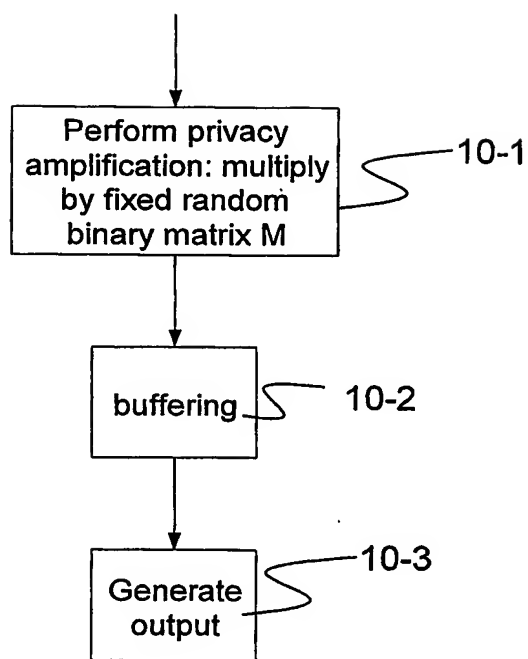 Perform privacy
amplification: multiply
by fixed random
binary matrix M
10-1
buffering
10-2
Generate
output
10-3